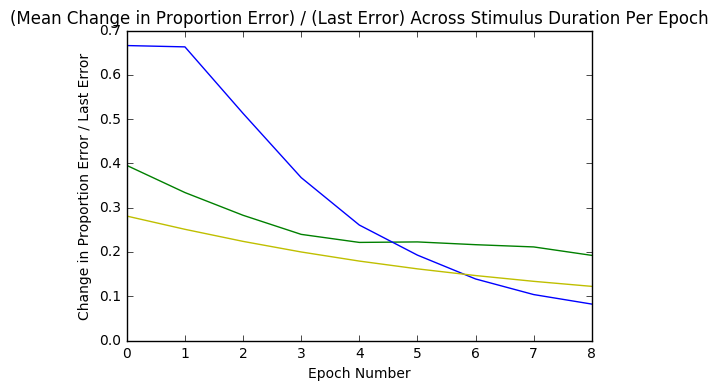 (Mean Change in Proportion Error) / (Last Error) Across Stimulus Duration Per Epoch
0.7
0.6
0.5
0.4
0.3
0.2
0.1
0.0
Change in Proportion Error / Last Error
0 1 2 3 4 5 6 7 8
Epoch Number